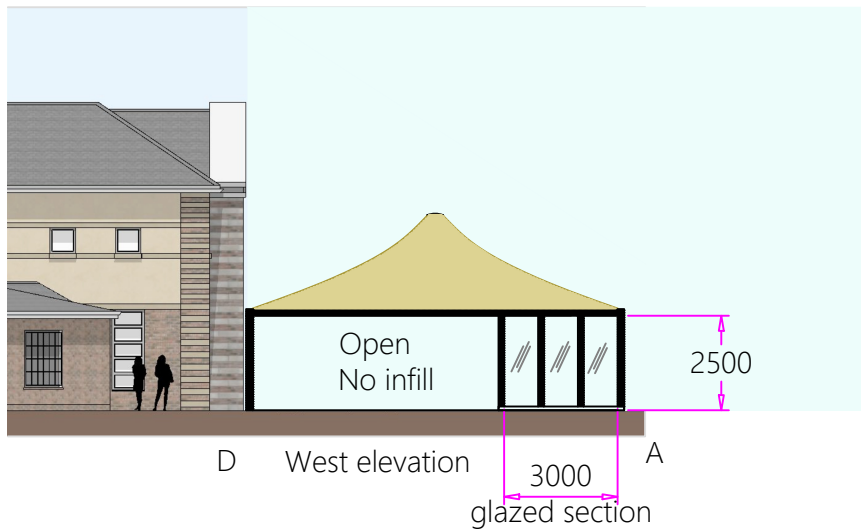 Open
No infill
2500
D
West elevation
A
3000
glazed section